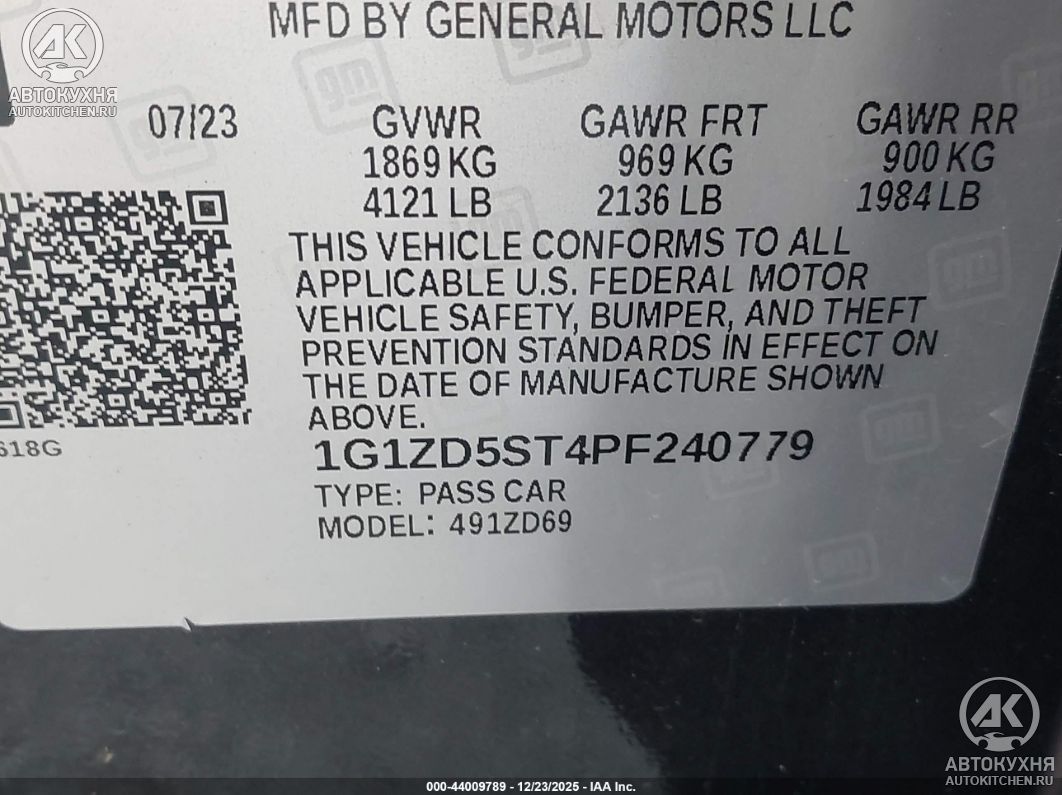 MFD BY GENERAL MOTORS LLC
AK
АВТОКУХНЯ
AUTOKITCHEN.RU
07/23
GVWR
GAWR FRT
GAWR RR
1869 KG
969 KG
900 KG
4121 LB
2136 LB
1984 LB
THIS VEHICLE CONFORMS TO ALL
APPLICABLE U.S. FEDERAL MOTOR
VEHICLE SAFETY, BUMPER, AND THEFT
PREVENTION STANDARDS IN EFFECT ON
THE DATE OF MANUFACTURE SHOWN
ABOVE.
618G
1G1ZD5ST4PF240779
TYPE: PASS CAR
MODEL: 491ZD69
AK
АВТОКУХНЯ
AUTOKITCHEN.RU
000-44009789 - 12/23/2025 - IAA Inc.